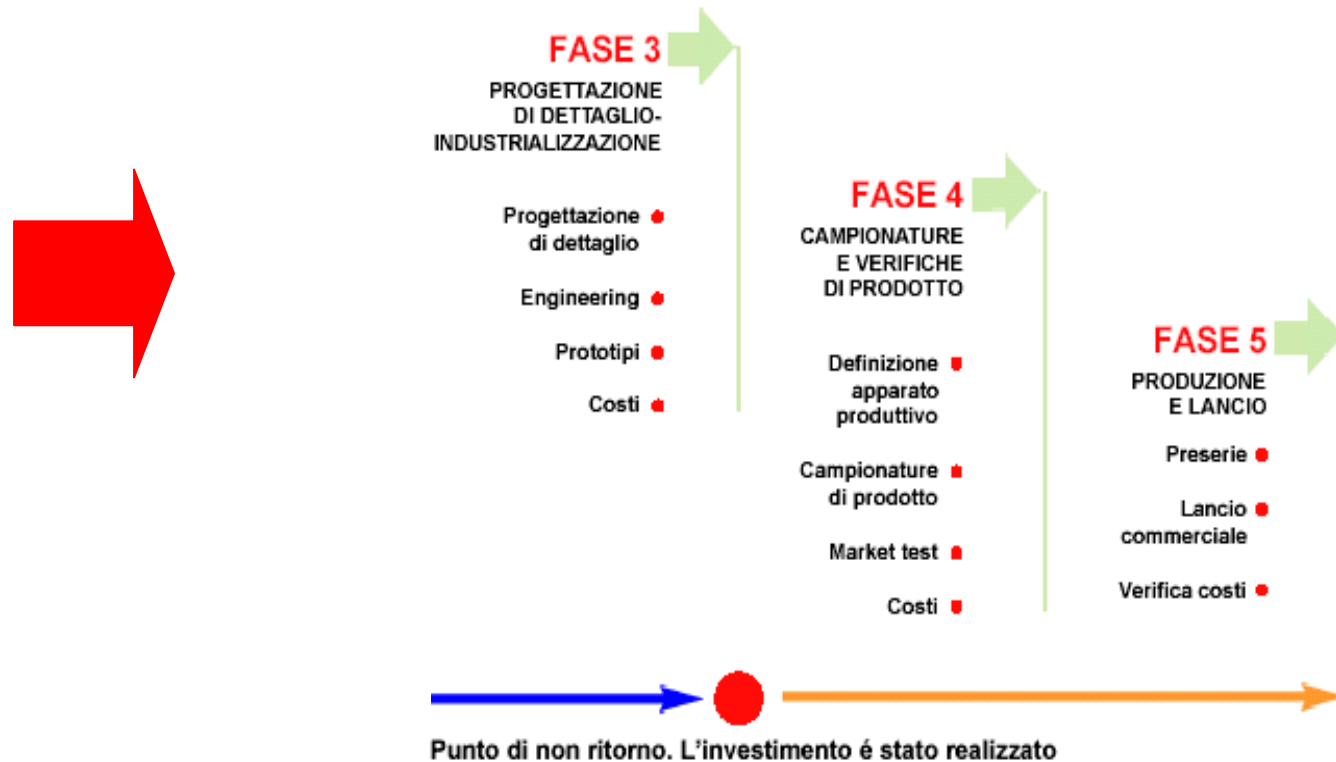 FASE 3
PROGETTAZIONE
DI DETTAGLIO-
INDUSTRIALIZZAZIONE
Progettazione
di dettaglio
Engineering
Prototipi
Costi
FASE 4
CAMPIONATURE
E VERIFICHE
DI PRODOTTO
Definizione
apparato
produttivo
Campionature
di prodotto
Market test
Costi
FASE 5
PRODUZIONE
E LANCIO
Preserie
Lancio
commerciale
Verifica costi
Punto di non ritorno. L'investimento é stato realizzato